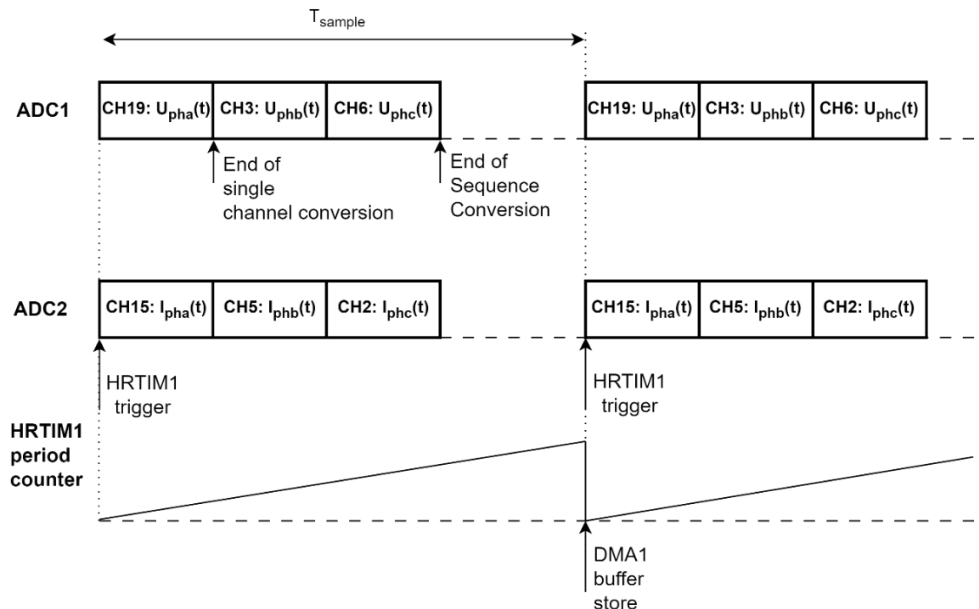 T_sample
ADC1
CH19: U_pha(t)
CH3: U_phb(t)
CH6: U_phc(t)
CH19: U_pha(t)
CH3: U_phb(t)
CH6: U_phc(t)
End of
single
channel conversion
End of
Sequence
Conversion
ADC2
CH15: I_pha(t)
CH5: I_phb(t)
CH2: I_phc(t)
CH15: I_pha(t)
CH5: I_phb(t)
CH2: I_phc(t)
HRTIM1
trigger
HRTIM1
trigger
HRTIM1
period
counter
DMA1
buffer
store